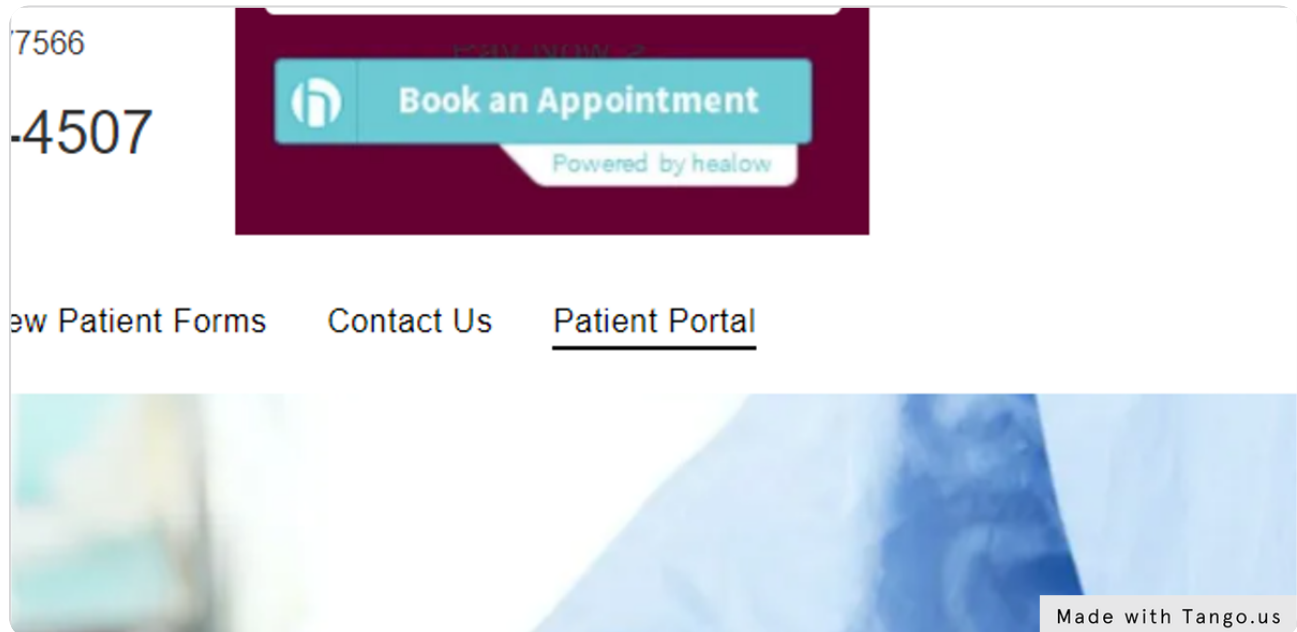 7566
-4507
Book an Appointment
Powered by healow
ew Patient Forms
Contact Us
Patient Portal
Made with Tango.us